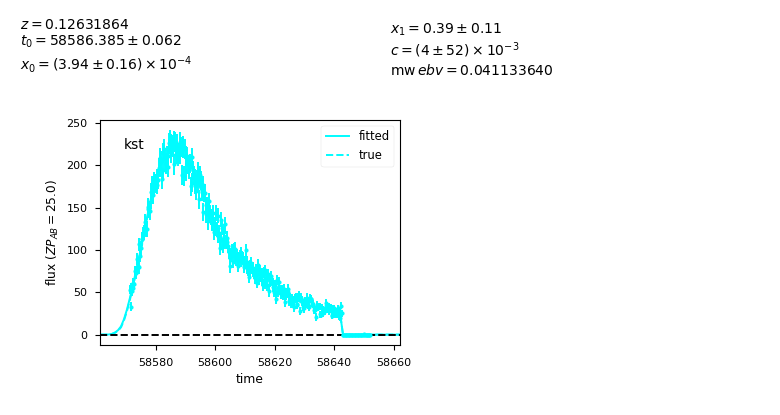 z = 0.12631864
t₀ = 58586.385 ± 0.062
x₀ = (3.94 ± 0.16) × 10⁻⁴
x₁ = 0.39 ± 0.11
c = (4 ± 52) × 10⁻³
mw ebv = 0.041133640
kst
fitted
true
250
200
150
100
50
0
flux (ZP_AB = 25.0)
58580 58600 58620 58640 58660
time